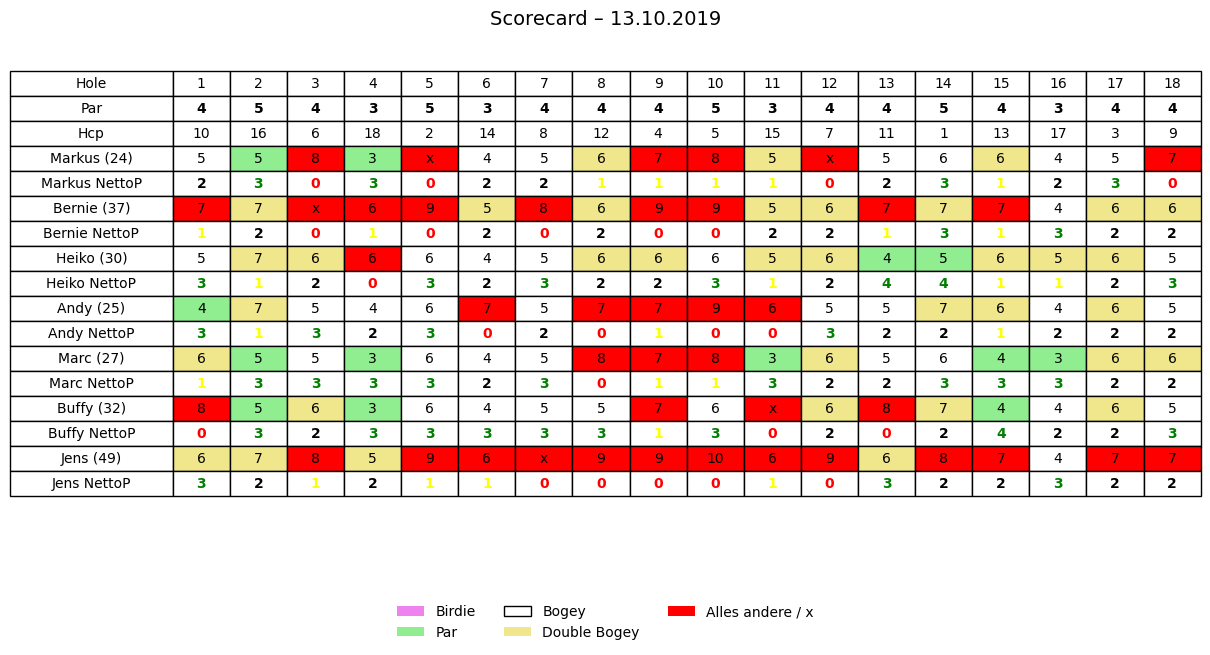 Scorecard – 13.10.2019
Hole 1 2 3 4 5 6 7 8 9 10 11 12 13 14 15 16 17 18
Par 4 5 4 3 5 3 4 4 4 5 3 4 4 5 4 3 4 4
Hcp 10 16 6 18 2 14 8 12 4 5 15 7 11 1 13 17 3 9
Markus (24) 5 5 8 3 x 4 5 6 7 8 5 x 5 6 6 4 5 7
Markus NettoP 2 3 0 3 0 2 2 1 1 1 1 0 2 3 1 2 3 0
Bernie (37) 7 7 x 6 9 5 8 6 9 9 5 6 7 7 7 4 6 6
Bernie NettoP 1 2 0 1 0 2 0 2 0 0 2 2 1 3 1 3 2 2
Heiko (30) 5 7 6 6 6 4 5 6 6 6 5 6 4 5 6 5 6 5
Heiko NettoP 3 1 2 0 3 2 3 2 2 3 1 2 4 4 1 1 2 3
Andy (25) 4 7 5 4 6 7 5 7 7 9 6 5 5 7 6 4 6 5
Andy NettoP 3 1 3 2 3 0 2 0 1 0 0 3 2 2 1 2 2 2
Marc (27) 6 5 5 3 6 4 5 8 7 8 3 6 5 6 4 3 6 6
Marc NettoP 1 3 3 3 3 2 3 0 1 1 3 2 2 3 3 3 2 2
Buffy (32) 8 5 6 3 6 4 5 5 7 6 x 6 8 7 4 4 6 5
Buffy NettoP 0 3 2 3 3 3 3 3 1 3 0 2 0 2 4 2 2 3
Jens (49) 6 7 8 5 9 6 x 9 9 10 6 9 6 8 7 4 7 7
Jens NettoP 3 2 1 2 1 1 0 0 0 0 1 0 3 2 2 3 2 2
Birdie Bogey Alles andere / x
Par Double Bogey